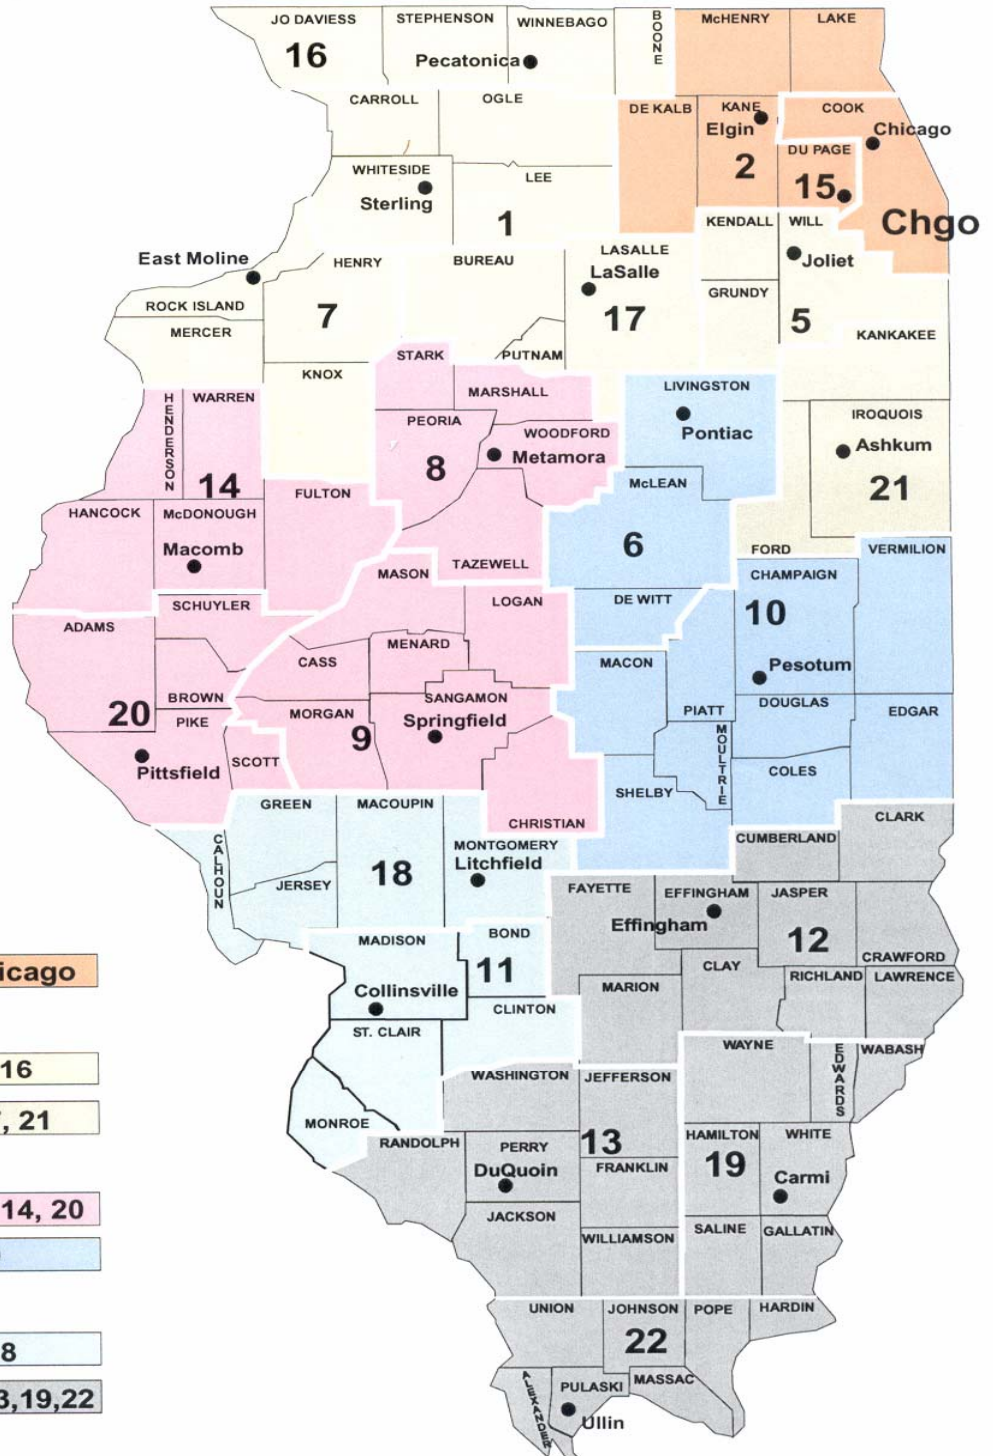 JO DAVIESS
STEPHENSON
WINNEBAGO
BOONE
McHENRY
LAKE
16
Pecatonica
CARROLL
OGLE
DE KALB
KANE
COOK
Elgin
Chicago
DU PAGE
2
15
WHITESIDE
LEE
Sterling
1
KENDALL
WILL
Chgo
East Moline
HENRY
BUREAU
LASALLE
LaSalle
Joliet
ROCK ISLAND
7
17
GRUNDY
5
MERCER
KANKAKEE
STARK
PUTNAM
KNOX
MARSHALL
LIVINGSTON
HENDERSON
WARREN
PEORIA
WOODFORD
Pontiac
IROQUOIS
Ashkum
8
Metamora
14
FULTON
McLEAN
21
HANCOCK
McDONOUGH
Macomb
6
FORD
VERMILION
MASON
TAZEWELL
CHAMPAIGN
SCHUYLER
LOGAN
DE WITT
10
ADAMS
CASS
MENARD
MACON
Pesotum
BROWN
SANGAMON
PIATT
DOUGLAS
EDGAR
20
PIKE
MORGAN
9
Springfield
MOULTRIE
Pittsfield
SCOTT
COLES
SHELBY
GREEN
MACOUPIN
CHRISTIAN
CLARK
CALHOUN
MONTGOMERY
Litchfield
CUMBERLAND
JERSEY
18
FAYETTE
EFFINGHAM
JASPER
Effingham
12
MADISON
BOND
CRAWFORD
icago
11
CLAY
RICHLAND
LAWRENCE
Collinsville
MARION
CLINTON
ST. CLAIR
WAYNE
EDWARDS
WABASH
16
WASHINGTON
JEFFERSON
, 21
MONROE
RANDOLPH
PERRY
13
HAMILTON
WHITE
DuQuoin
FRANKLIN
19
Carmi
14, 20
JACKSON
WILLIAMSON
SALINE
GALLATIN
UNION
JOHNSON
POPE
HARDIN
22
8
ALEXANDER
PULASKI
MASSAC
3,19,22
Ullin